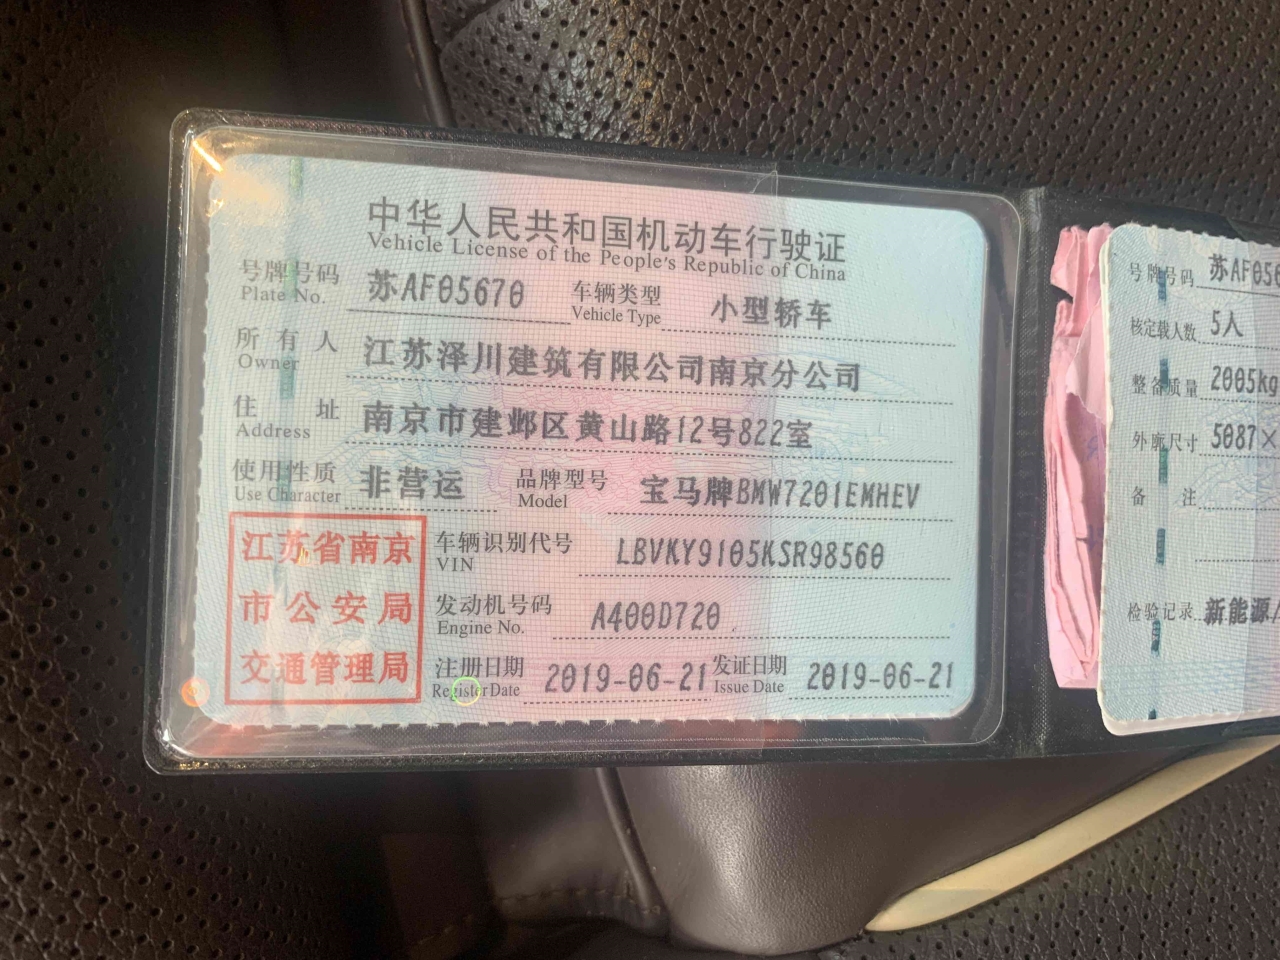 中华人民共和国机动车行驶证
Vehicle License of the People's Republic of China
号牌号码 苏AF05670 车辆类型 小型轿车
Plate No. Vehicle Type
所有人 江苏泽川建筑有限公司南京分公司
Owner
住址 南京市建邺区黄山路12号822室
Address
使用性质 非营运 品牌型号 宝马牌BMW7201EMHEV
Use Character Model
江苏省南京
市公安局
交通管理局
车辆识别代号 LBVKY9105KSR98560
VIN
发动机号码 A400D720
Engine No.
注册日期 2019-06-21 发证日期 2019-06-21
Register Date Issue Date
号牌号码 苏AF056
核定载人数 5人
整备质量 2005kg
外廓尺寸 5087×
备注
检验记录 新能源/